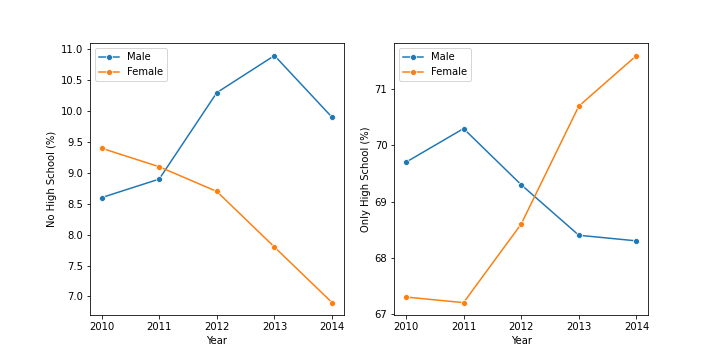 Male
Female
11.0
10.5
10.0
9.5
9.0
8.5
8.0
7.5
7.0
No High School (%)
2010 2011 2012 2013 2014
Year
Male
Female
71
70
69
68
67
Only High School (%)
2010 2011 2012 2013 2014
Year